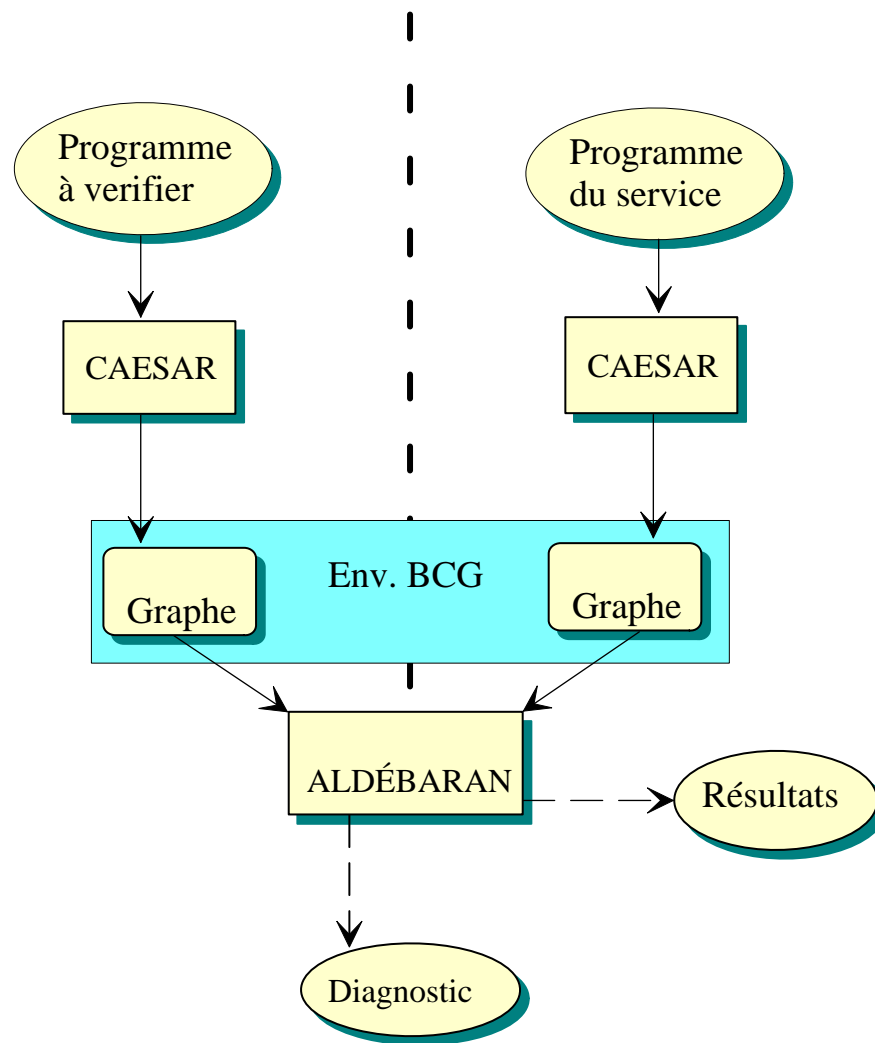 Programme
à verifier
Programme
du service
CAESAR
CAESAR
Env. BCG
Graphe
Graphe
ALDÉBARAN
Résultats
Diagnostic